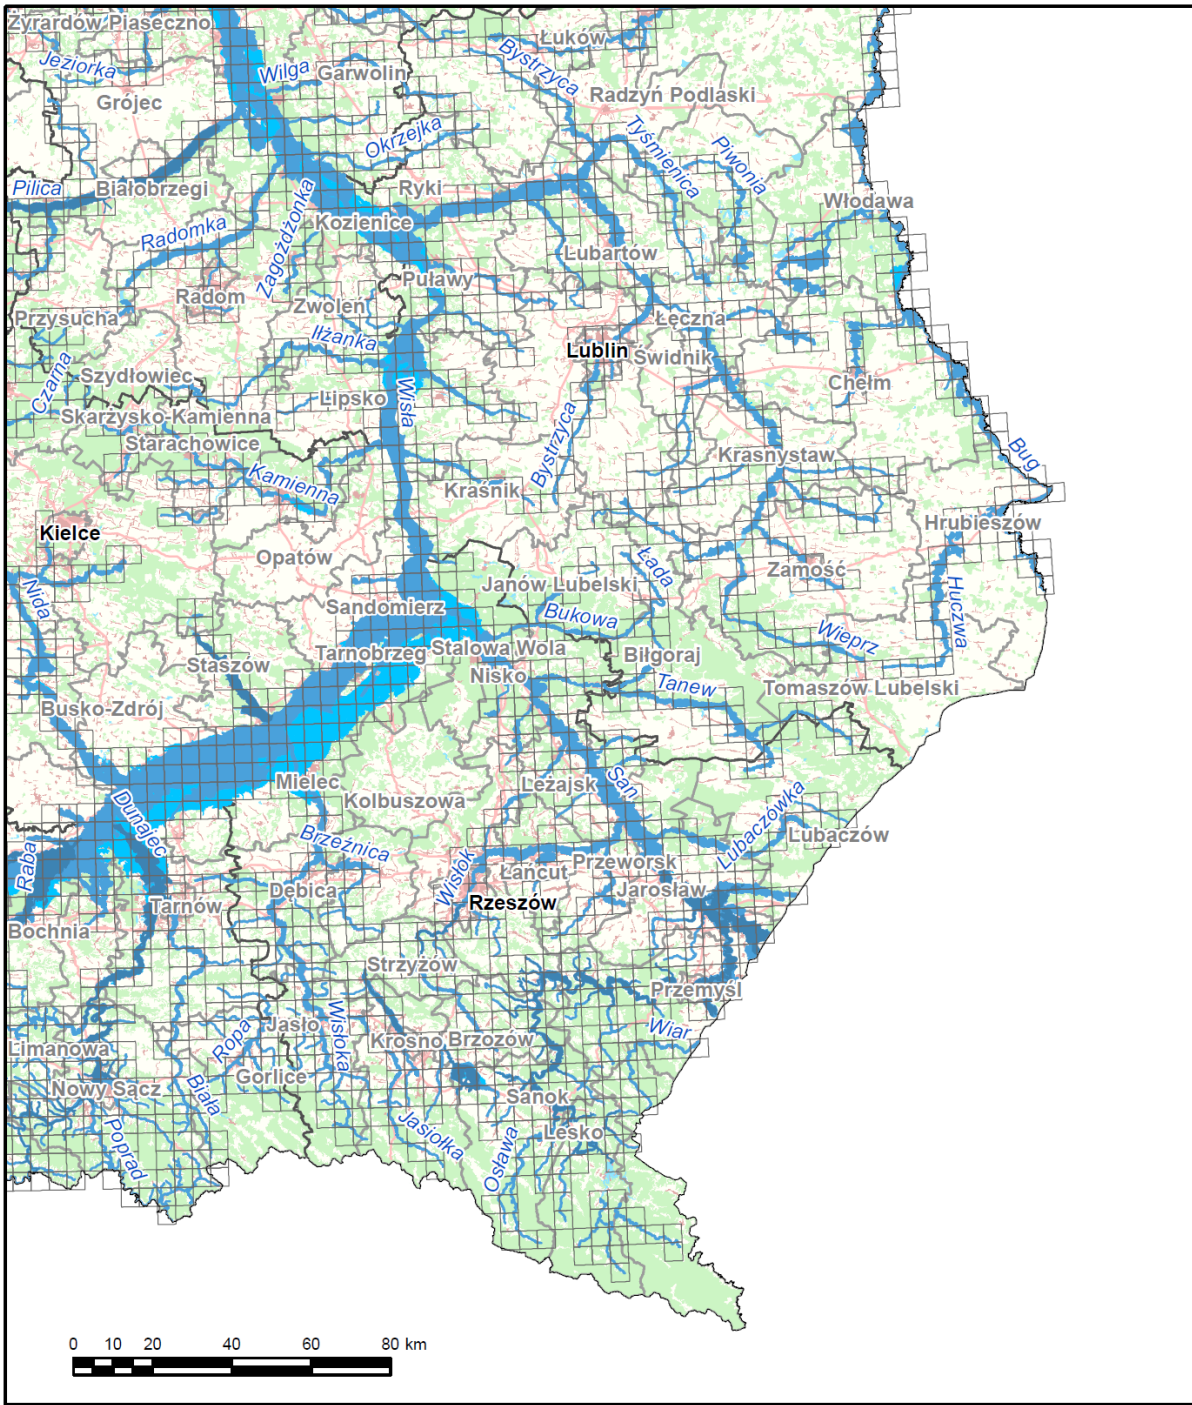 Żyrardów Piaseczno
Łuków
Jeziorka
Wilga
Garwolin
Bystrzyca
Grójec
Radzyń Podlaski
Okrzejka
Tyśmienica
Piwonia
Pilica
Białobrzegi
Ryki
Włodawa
Radomka
Zagożdżonka
Kozienice
Lubartów
Puławy
Radom
Zwoleń
Przysucha
Łęczna
Iłżanka
Lublin
Świdnik
Czarna
Szydłowiec
Chełm
Lipsko
Wisła
Skarżysko-Kamienna
Starachowice
Bystrzyca
Krasnystaw
Bug
Kamienna
Kraśnik
Kielce
Hrubieszów
Opatów
Łada
Zamość
Nida
Janów Lubelski
Sandomierz
Bukowa
Huczwa
Wieprz
Staszów
Tarnobrzeg
Stalowa Wola
Biłgoraj
Nisko
Tanew
Tomaszów Lubelski
Busko-Zdrój
Mielec
Leżajsk
San
Kolbuszowa
Dunajec
Lubaczówka
Lubaczów
Brzeźnica
Raba
Wisłok
Łańcut
Przeworsk
Dębica
Jarosław
Tarnów
Rzeszów
Bochnia
Strzyżów
Przemyśl
Jasło
Wisłoka
Wiar
Limanowa
Ropa
Krosno
Brzozów
Nowy Sącz
Biała
Gorlice
Sanok
Poprad
Jasiołka
Osława
Lesko
0 10 20 40 60 80 km